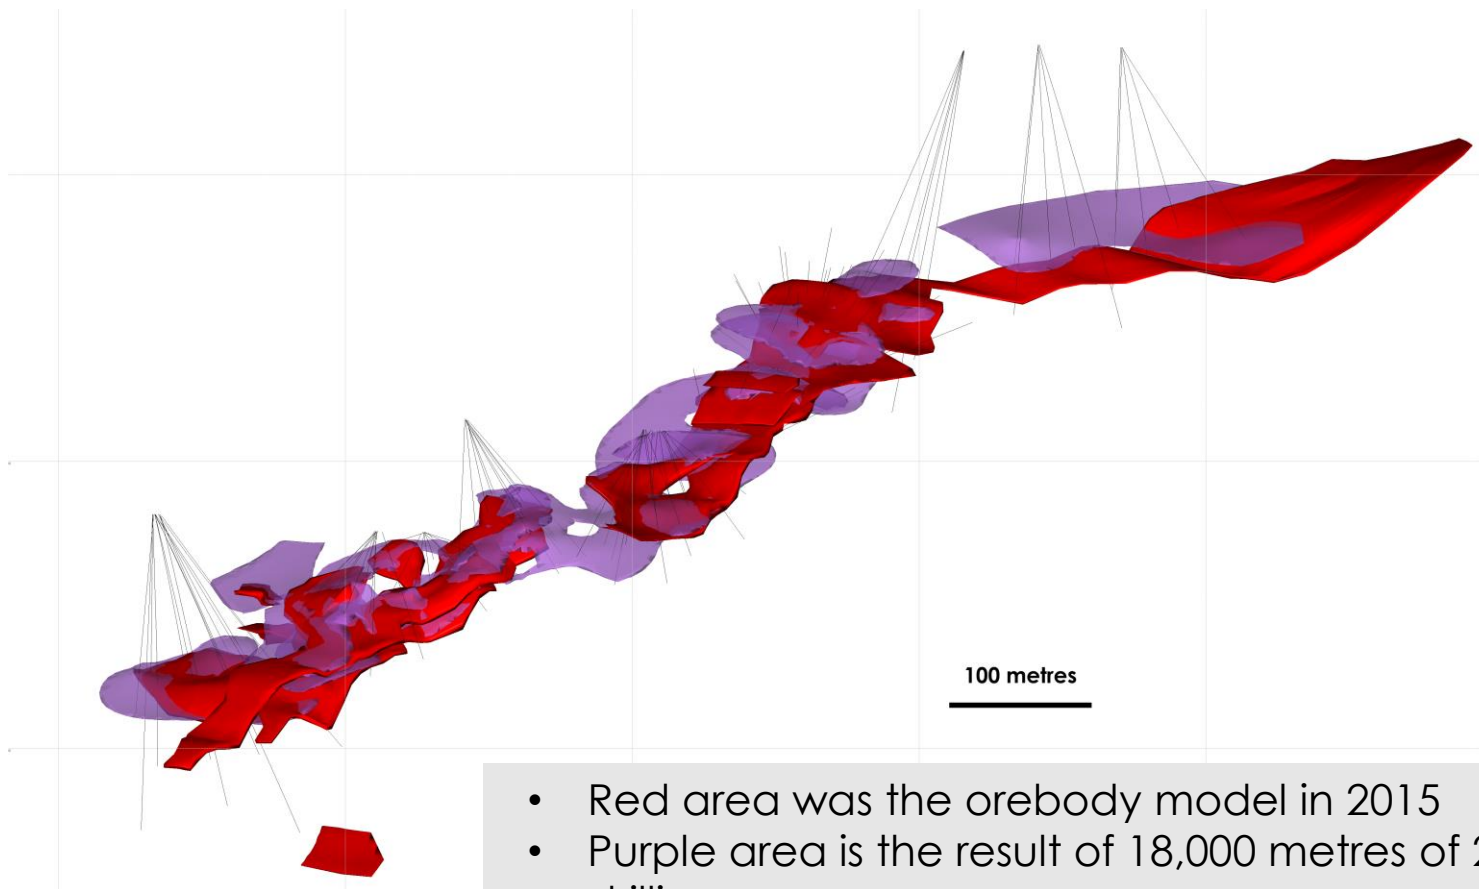 100 metres
• Red area was the orebody model in 2015
• Purple area is the result of 18,000 metres of